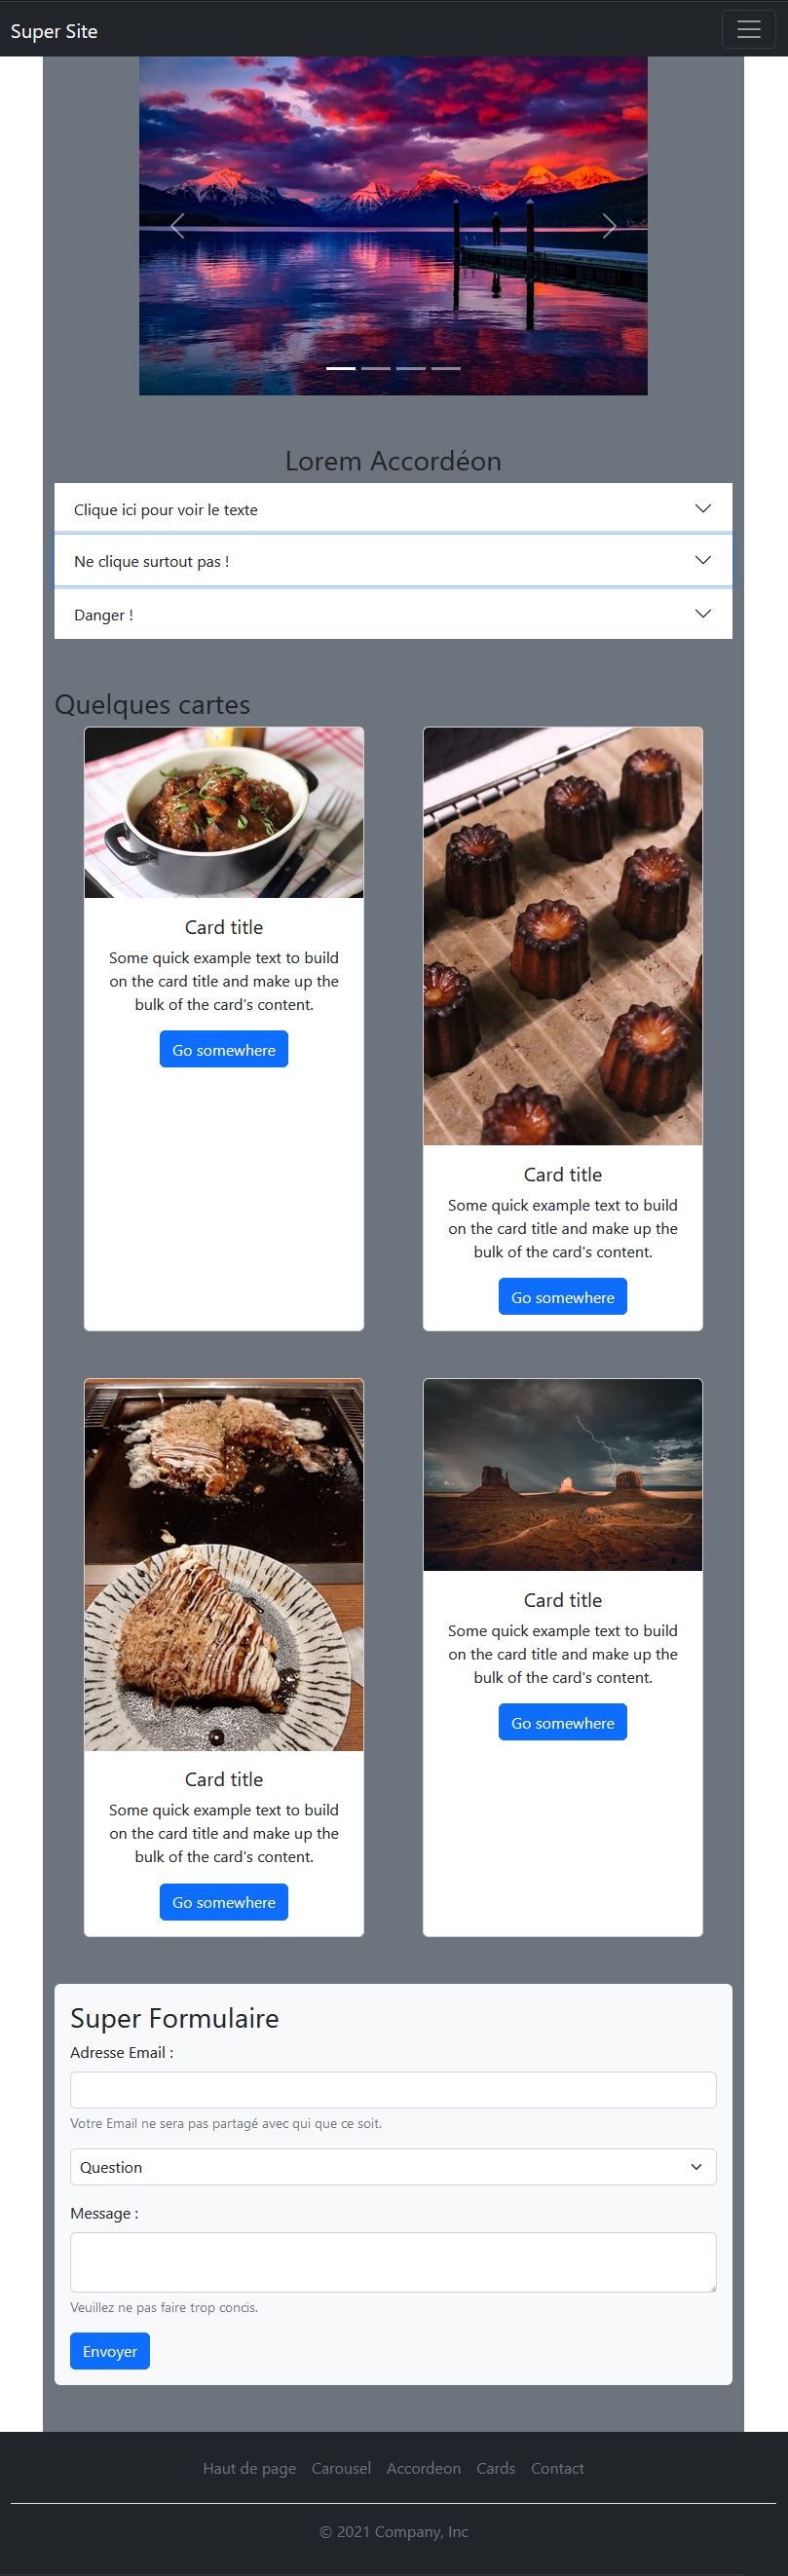 Super Site
Lorem Accordéon
Clique ici pour voir le texte
Ne clique surtout pas !
Danger !
Quelques cartes
Card title
Some quick example text to build
on the card title and make up the
bulk of the card's content.
Go somewhere
Card title
Some quick example text to build
on the card title and make up the
bulk of the card's content.
Go somewhere
Card title
Some quick example text to build
on the card title and make up the
bulk of the card's content.
Go somewhere
Card title
Some quick example text to build
on the card title and make up the
bulk of the card's content.
Go somewhere
Super Formulaire
Adresse Email :
Votre Email ne sera pas partagé avec qui que ce soit.
Question
Message :
Veuillez ne pas faire trop concis.
Envoyer
Haut de page Carousel Accordeon Cards Contact
© 2021 Company, Inc